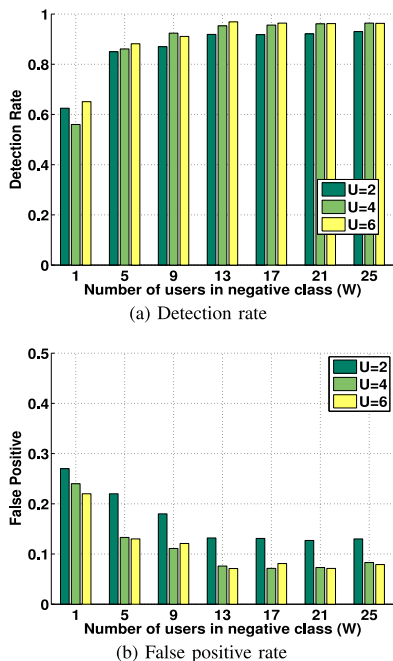 1
0.8
0.6
0.4
0.2
0
Detection Rate
U=2
U=4
U=6
1 5 9 13 17 21 25
Number of users in negative class (W)
(a) Detection rate
0.5
0.4
0.3
0.2
0.1
0
False Positive
U=2
U=4
U=6
1 5 9 13 17 21 25
Number of users in negative class (W)
(b) False positive rate